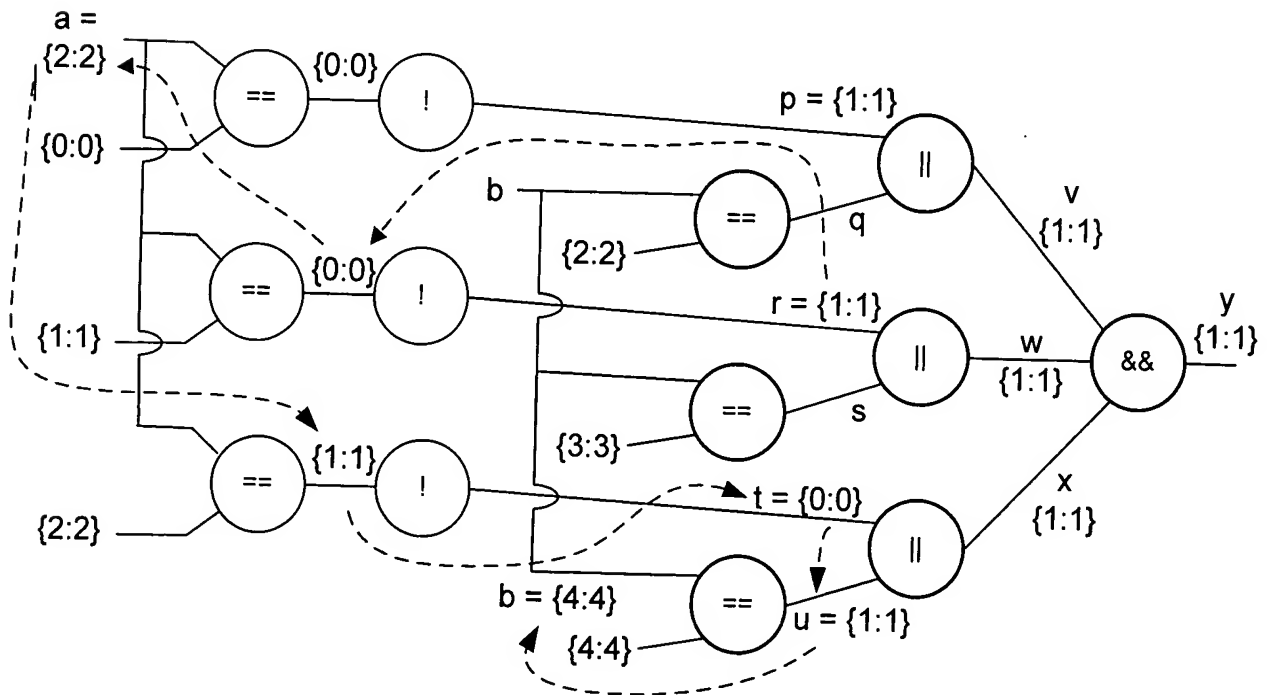 a =
{2:2}
{0:0}
==
{0:0}
!
p = {1:1}
||
b
{2:2}
==
q
v
{1:1}
{1:1}
==
{0:0}
!
r = {1:1}
||
{3:3}
==
s
w
{1:1}
&&
y
{1:1}
{2:2}
==
{1:1}
!
t = {0:0}
||
x
{1:1}
b = {4:4}
{4:4}
==
u = {1:1}